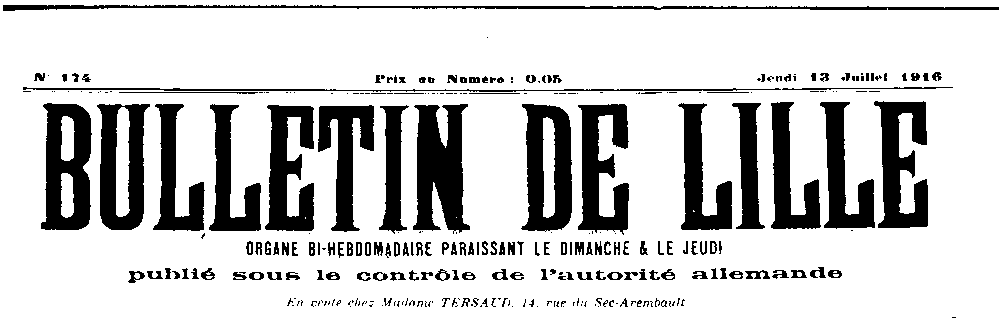 N° 174 Prix du Numéro : 0.05 Jeudi 13 Juillet 1916
BULLETIN DE LILLE
ORGANE BI-HEBDOMADAIRE PARAISSANT LE DIMANCHE & LE JEUDI
publié sous le contrôle de l'autorité allemande
En vente chez Madame TERSAUD, 14, rue du Sec-Arembault